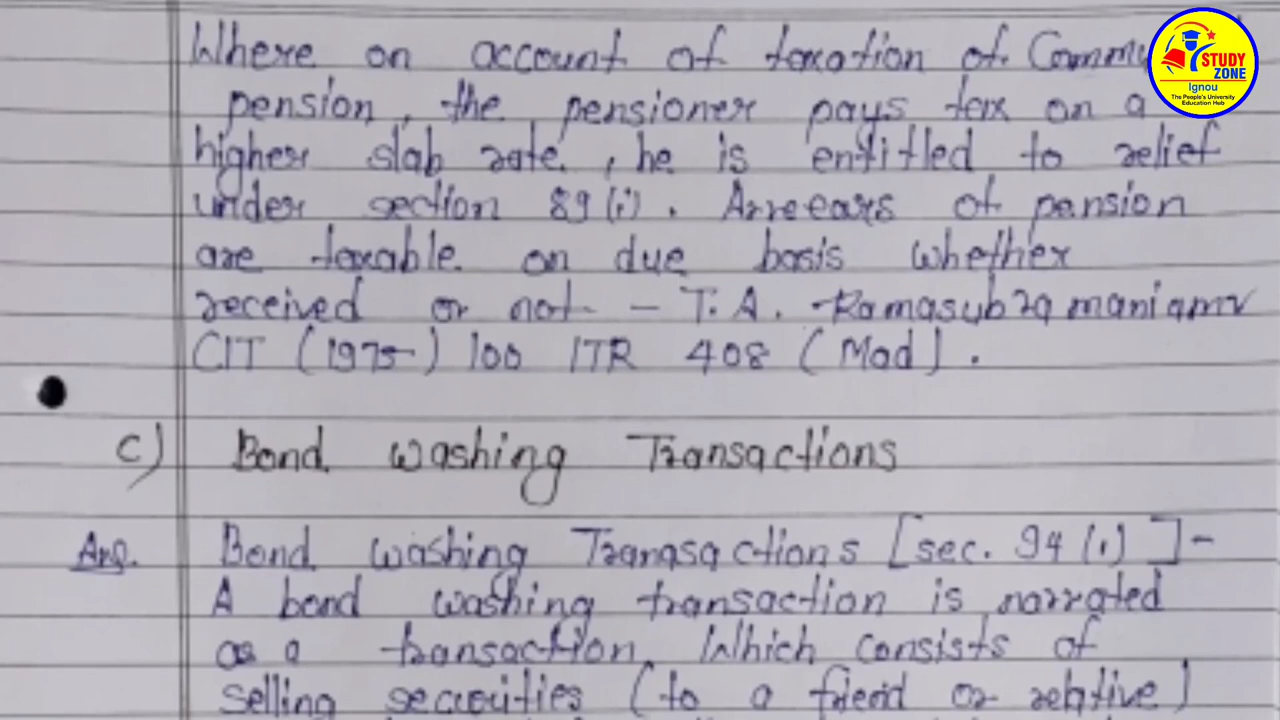 Where on account of taxation of Commu
pension, the pensioner pays tax on a
higher slab rate, he is entitled to relief
under section 89(i). Arreears of pension
are taxable on due basis whether
received or not - T. A. Ramasubramaniam v
CIT (1975) 100 ITR 408 (Mad).
C) Bond washing Transactions
Ans. Bond washing Transactions [sec. 94(1)] -
A bond washing transaction is narrated
as a transaction Which consists of
selling securities (to a friend or relative)
STUDY
ZONE
Ignou
The People's University
Education Hub